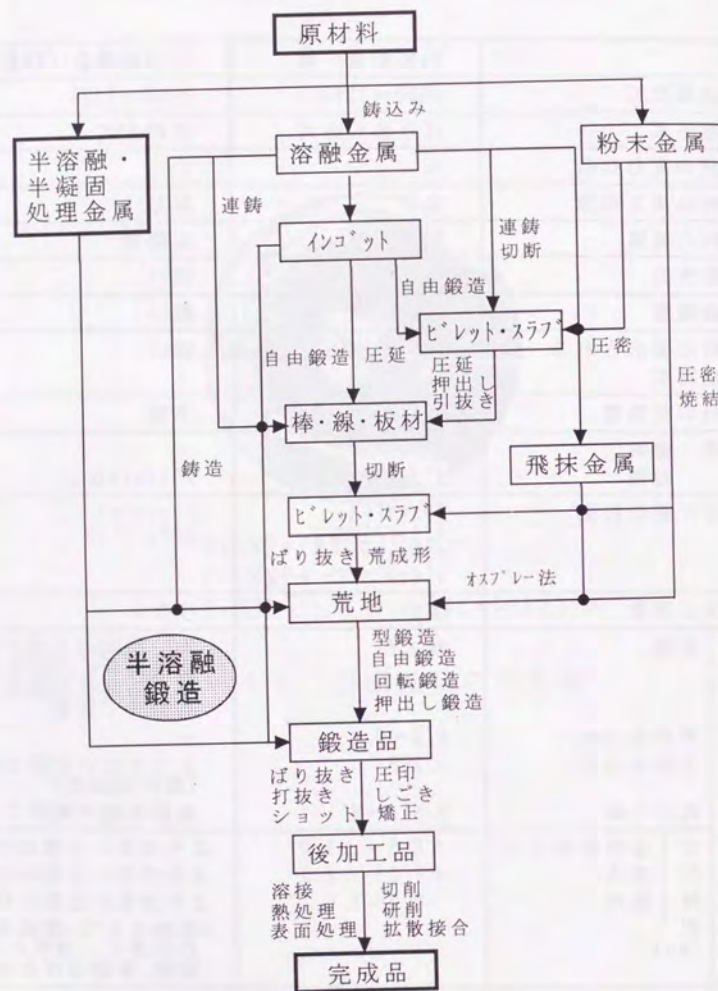 原材料
鋳込み
半溶融・
半凝固
処理金属
溶融金属
粉末金属
連鋳
インゴット
連鋳
切断
自由鍛造
ビレット・スラブ
圧密
自由鍛造 圧延
圧延
押出し
引抜き
圧密
焼結
棒・線・板材
鋳造
切断
飛抹金属
ビレット・スラブ
ばり抜き 荒成形
オスプレー法
荒地
半溶融
鍛造
型鍛造
自由鍛造
回転鍛造
押出し鍛造
鍛造品
ばり抜き 圧印
打抜き しごき
ショット 矯正
後加工品
溶接 切削
熱処理 研削
表面処理 拡散接合
完成品